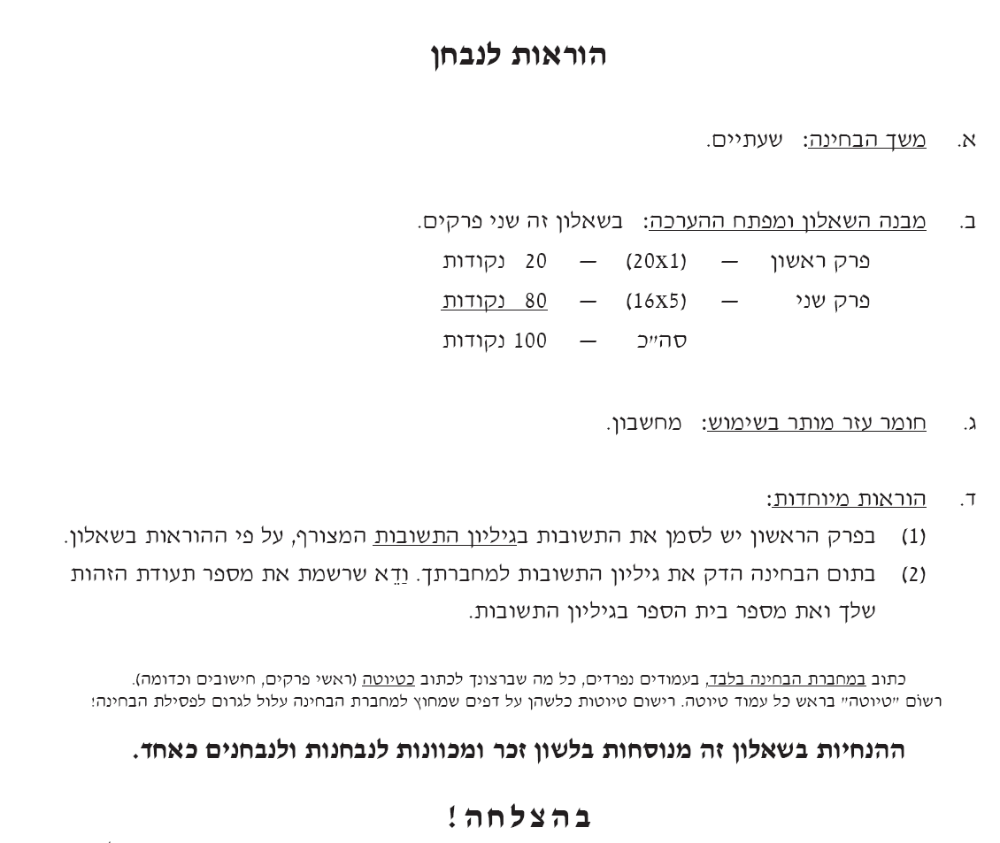 הוראות לנבחן
א. משך הבחינה: שעתיים.
ב. מבנה השאלון ומפתח ההערכה: בשאלון זה שני פרקים.
פרק ראשון — (20x1) — 20 נקודות
פרק שני — (16x5) — 80 נקודות
סה״כ — 100 נקודות
ג. חומר עזר מותר בשימוש: מחשבון.
ד. הוראות מיוחדות:
(1) בפרק הראשון יש לסמן את התשובות בגיליון התשובות המצורף, על פי ההוראות בשאלון.
(2) בתום הבחינה הדק את גיליון התשובות למחברתך. וַדֵא שרשמת את מספר תעודת הזהות
שלך ואת מספר בית הספר בגיליון התשובות.
כתוב במחברת הבחינה בלבד, בעמודים נפרדים, כל מה שברצונך לכתוב כטיוטה (ראשי פרקים, חישובים וכדומה).
רשוֹם ״טיוטה״ בראש כל עמוד טיוטה. רישום טיוטות כלשהן על דפים שמחוץ למחברת הבחינה עלול לגרום לפסילת הבחינה!
ההנחיות בשאלון זה מנוסחות בלשון זכר ומכוונות לנבחנות ולנבחנים כאחד.
בהצלחה!